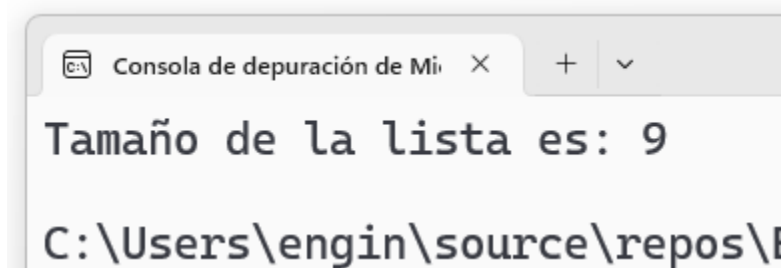 Consola de depuración de Mi
Tamaño de la lista es: 9
C:\Users\engin\source\repos\